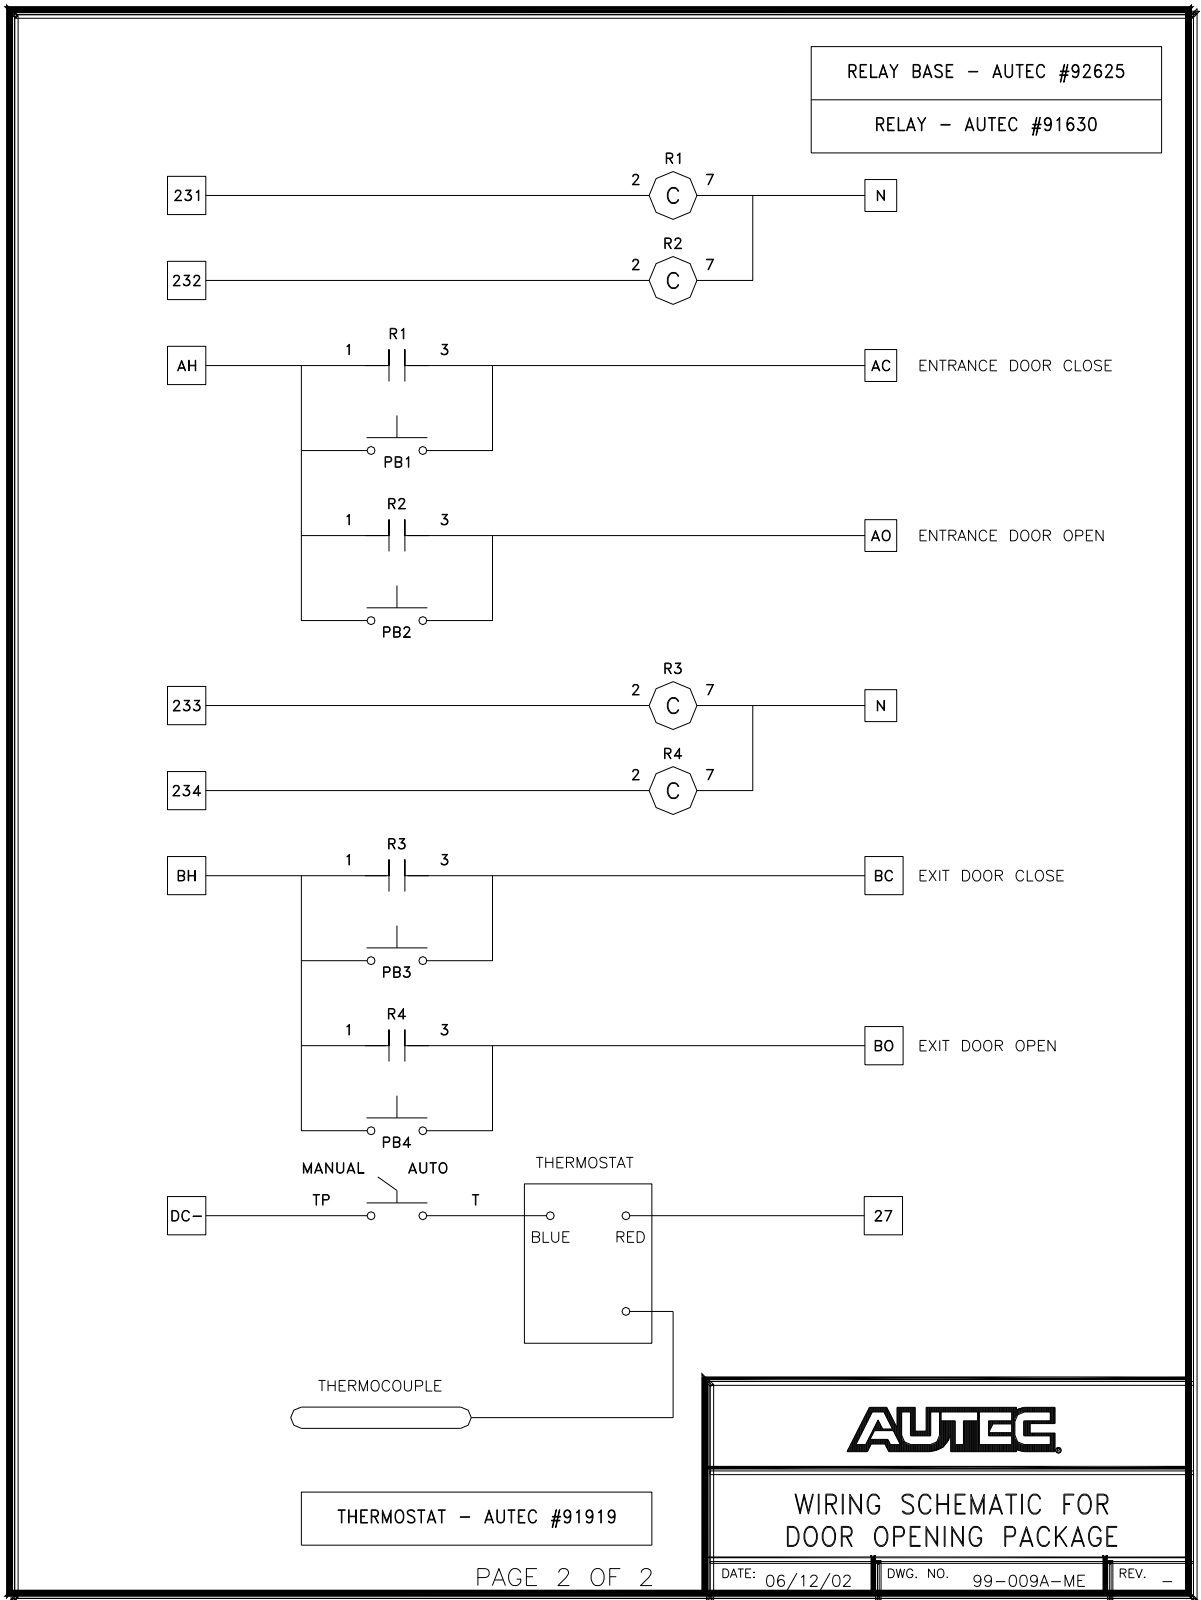 RELAY BASE – AUTEC #92625
RELAY – AUTEC #91630
R1
231 2 C 7 N
R2
232 2 C 7
R1
AH 1 3 AC ENTRANCE DOOR CLOSE
PB1
R2
1 3 AO ENTRANCE DOOR OPEN
PB2
R3
233 2 C 7 N
R4
234 2 C 7
R3
BH 1 3 BC EXIT DOOR CLOSE
PB3
R4
1 3 BO EXIT DOOR OPEN
PB4
MANUAL AUTO THERMOSTAT
TP T
DC– 27
BLUE RED
THERMOCOUPLE
AUTEC®
THERMOSTAT – AUTEC #91919
WIRING SCHEMATIC FOR
DOOR OPENING PACKAGE
PAGE 2 OF 2
DATE: 06/12/02 DWG. NO. 99–009A–ME REV. –